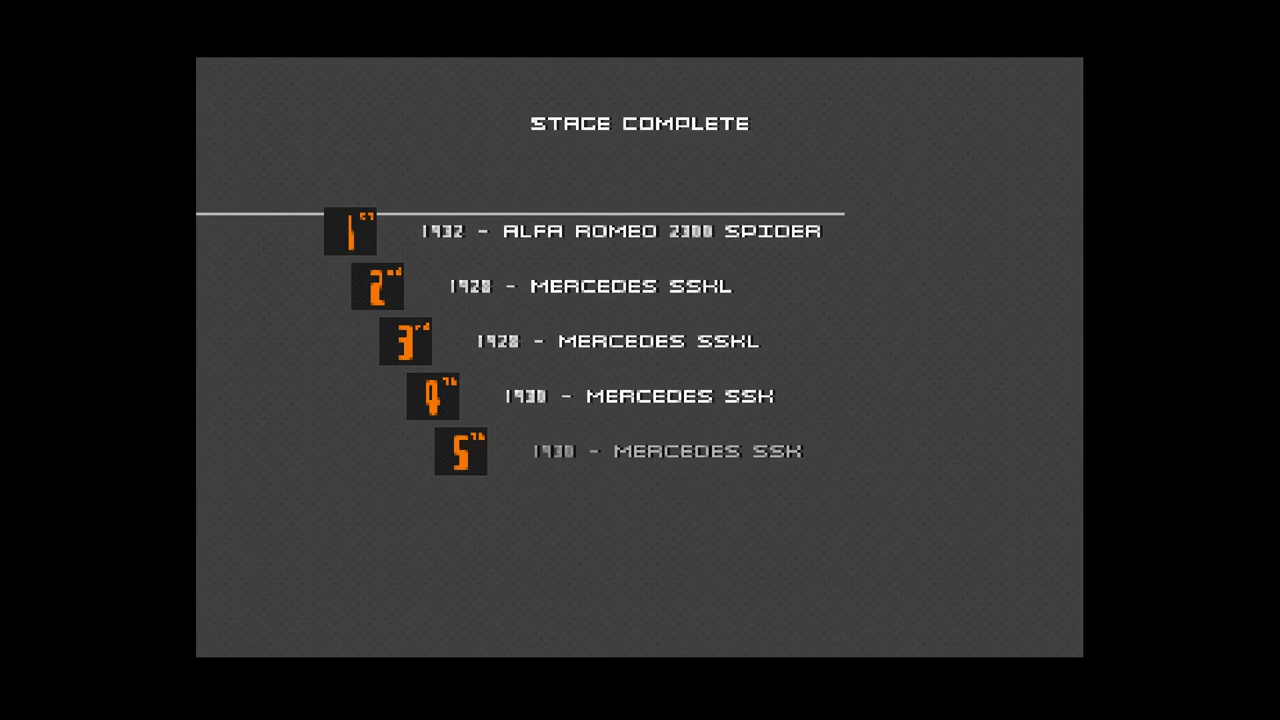 STAGE COMPLETE
1st 1932 - ALFA ROMEO 2300 SPIDER
2nd 1928 - MERCEDES SSKL
3rd 1928 - MERCEDES SSKL
4th 1930 - MERCEDES SSK
5th 1930 - MERCEDES SSK